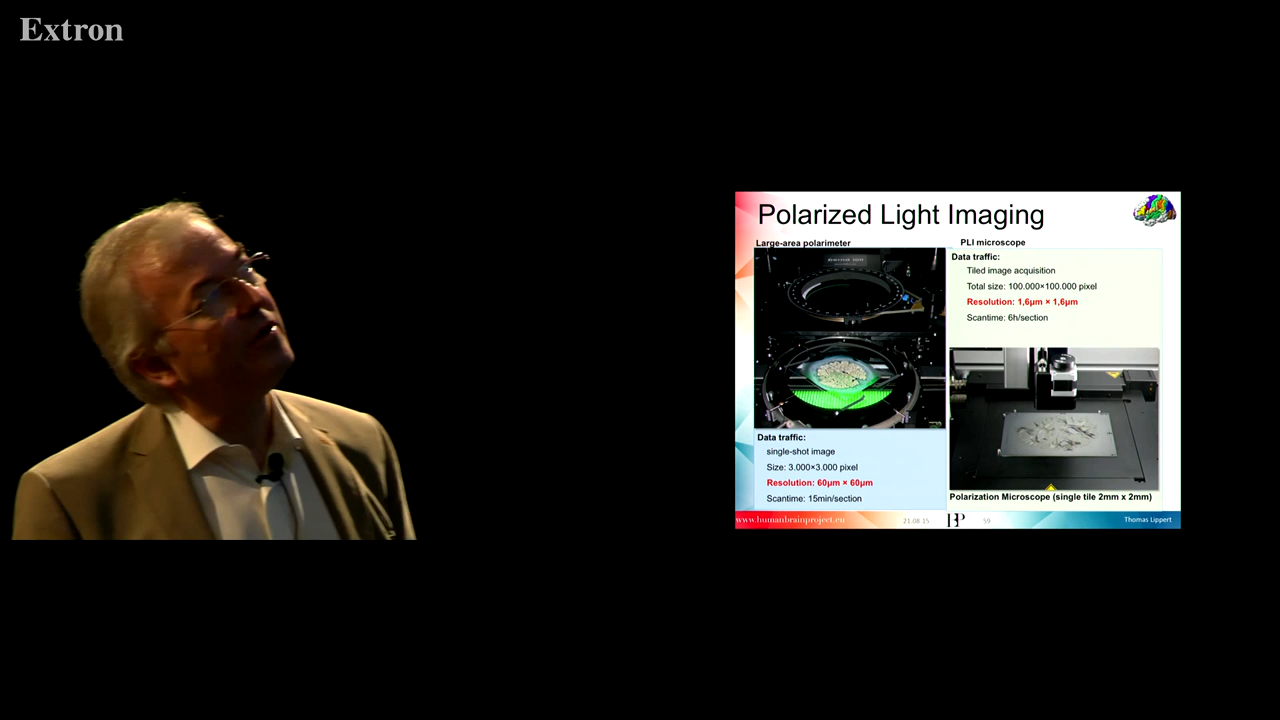 Extron
Polarized Light Imaging
Large-area polarimeter
PLI microscope
Data traffic:
Tiled image acquisition
Total size: 100.000×100.000 pixel
Resolution: 1,6μm × 1,6μm
Scantime: 6h/section
Data traffic:
single-shot image
Size: 3.000×3.000 pixel
Resolution: 60μm × 60μm
Scantime: 15min/section
Polarization Microscope (single tile 2mm x 2mm)
www.humanbrainproject.eu
21.08.15
59
Thomas Lippert